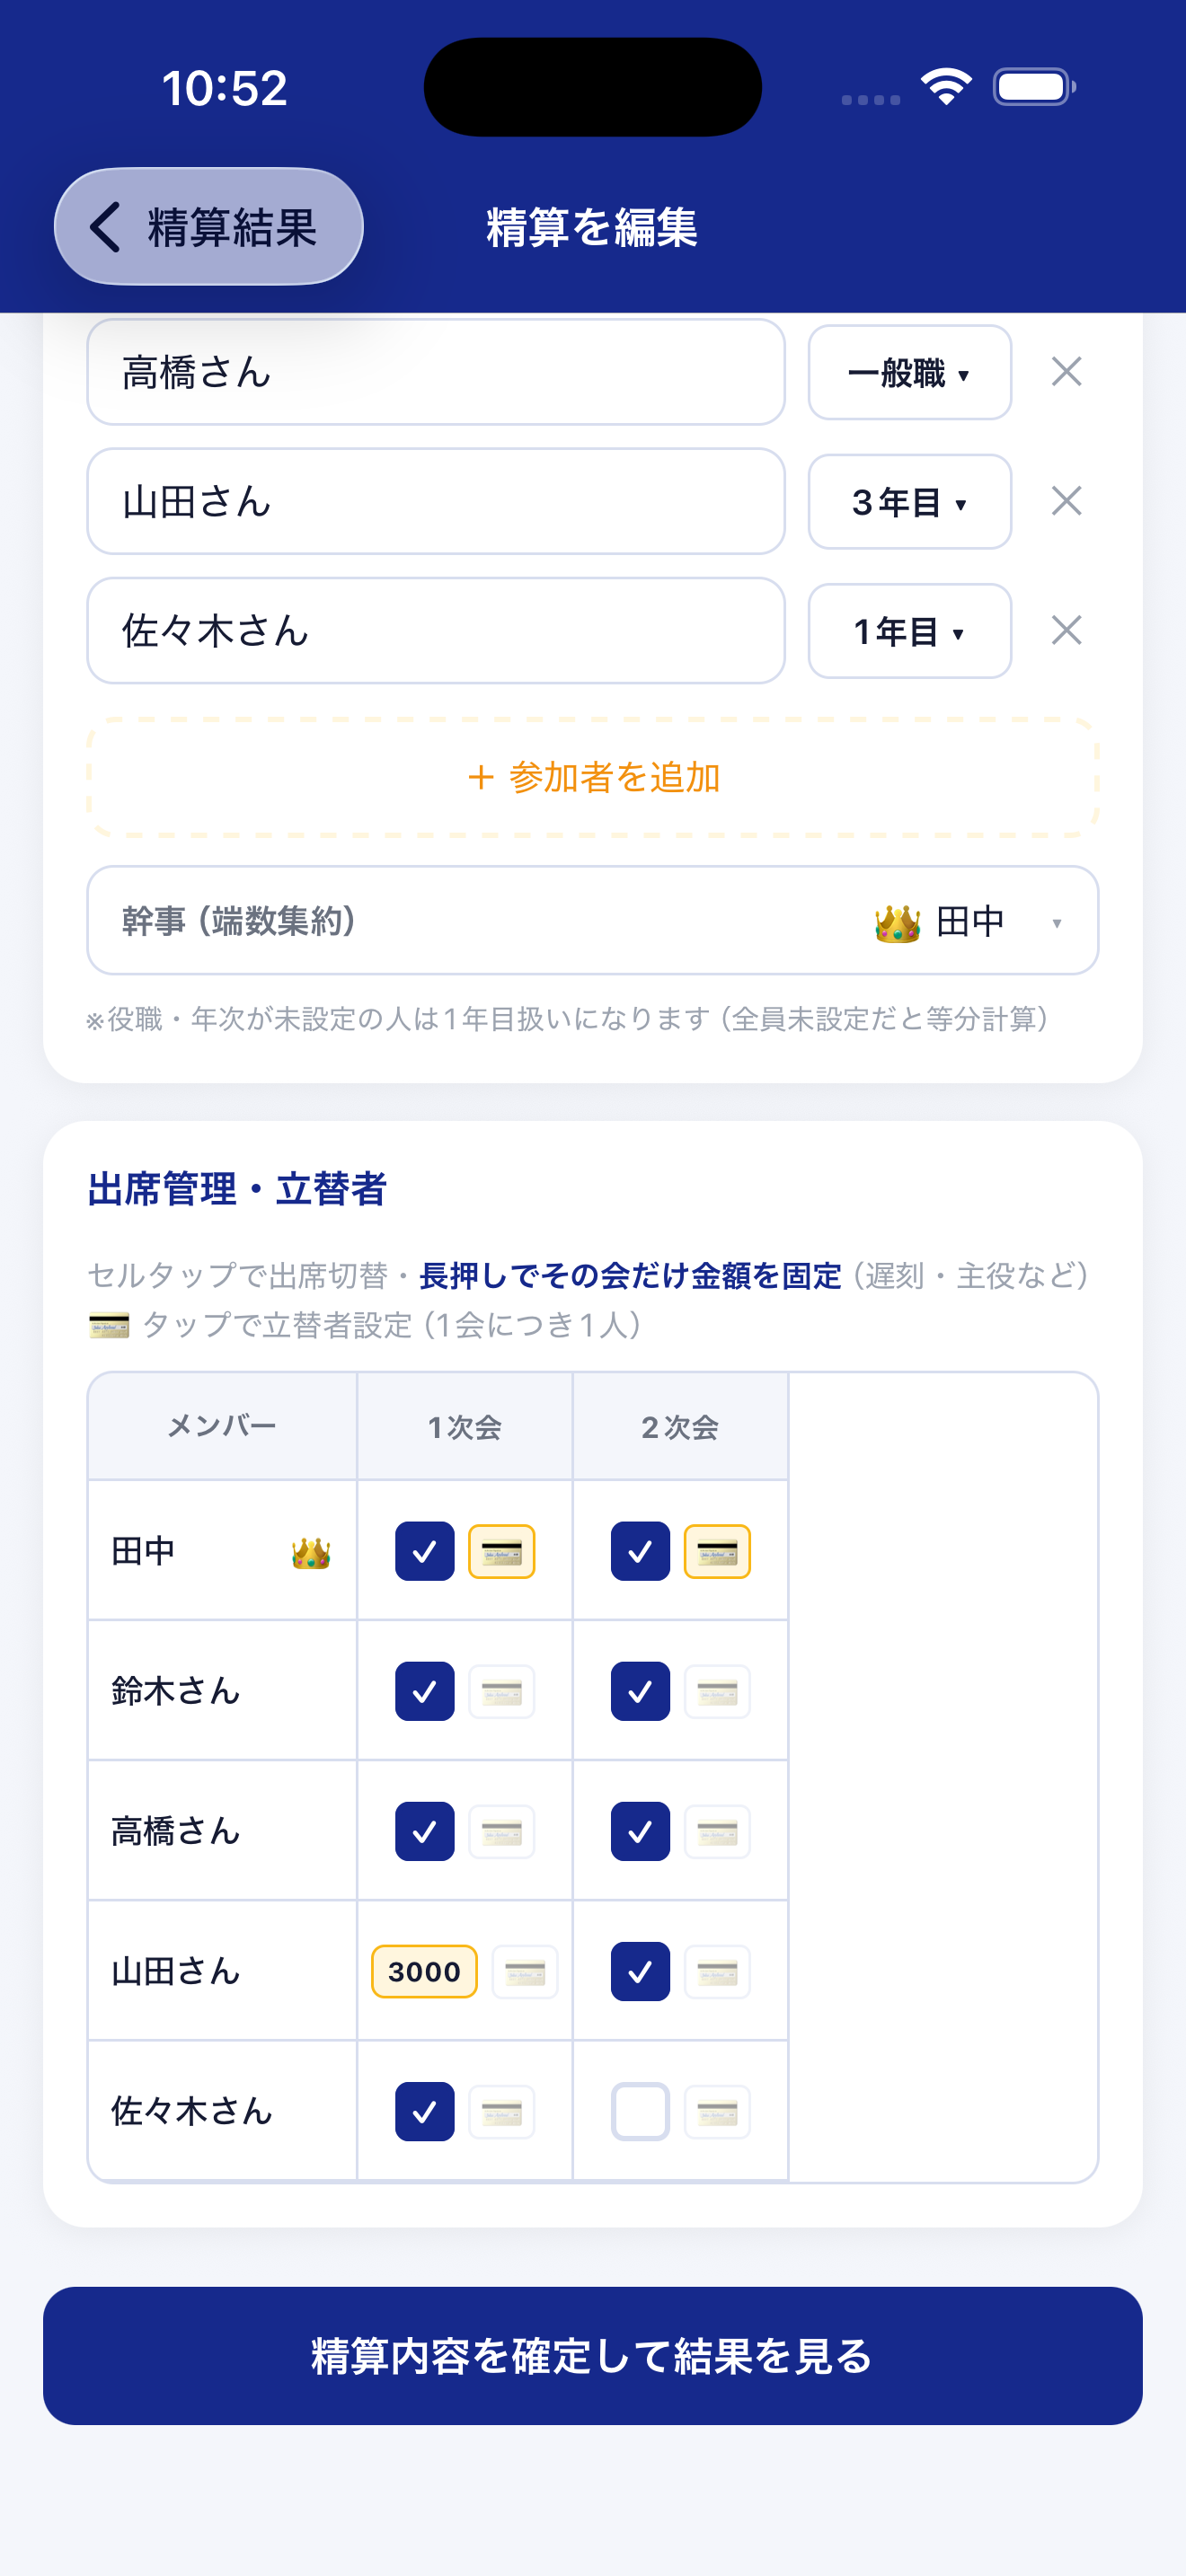 10:52
精算結果
精算を編集
高橋さん
一般職 ▾
山田さん
3年目 ▾
佐々木さん
1年目 ▾
+ 参加者を追加
幹事（端数集約）
👑 田中 ▾
※役職・年次が未設定の人は1年目扱いになります（全員未設定だと等分計算）
出席管理・立替者
セルタップで出席切替・長押しでその会だけ金額を固定（遅刻・主役など）
💳 タップで立替者設定（1会につき1人）
メンバー 1次会 2次会
田中 👑
鈴木さん
高橋さん
山田さん 3000
佐々木さん
精算内容を確定して結果を見る